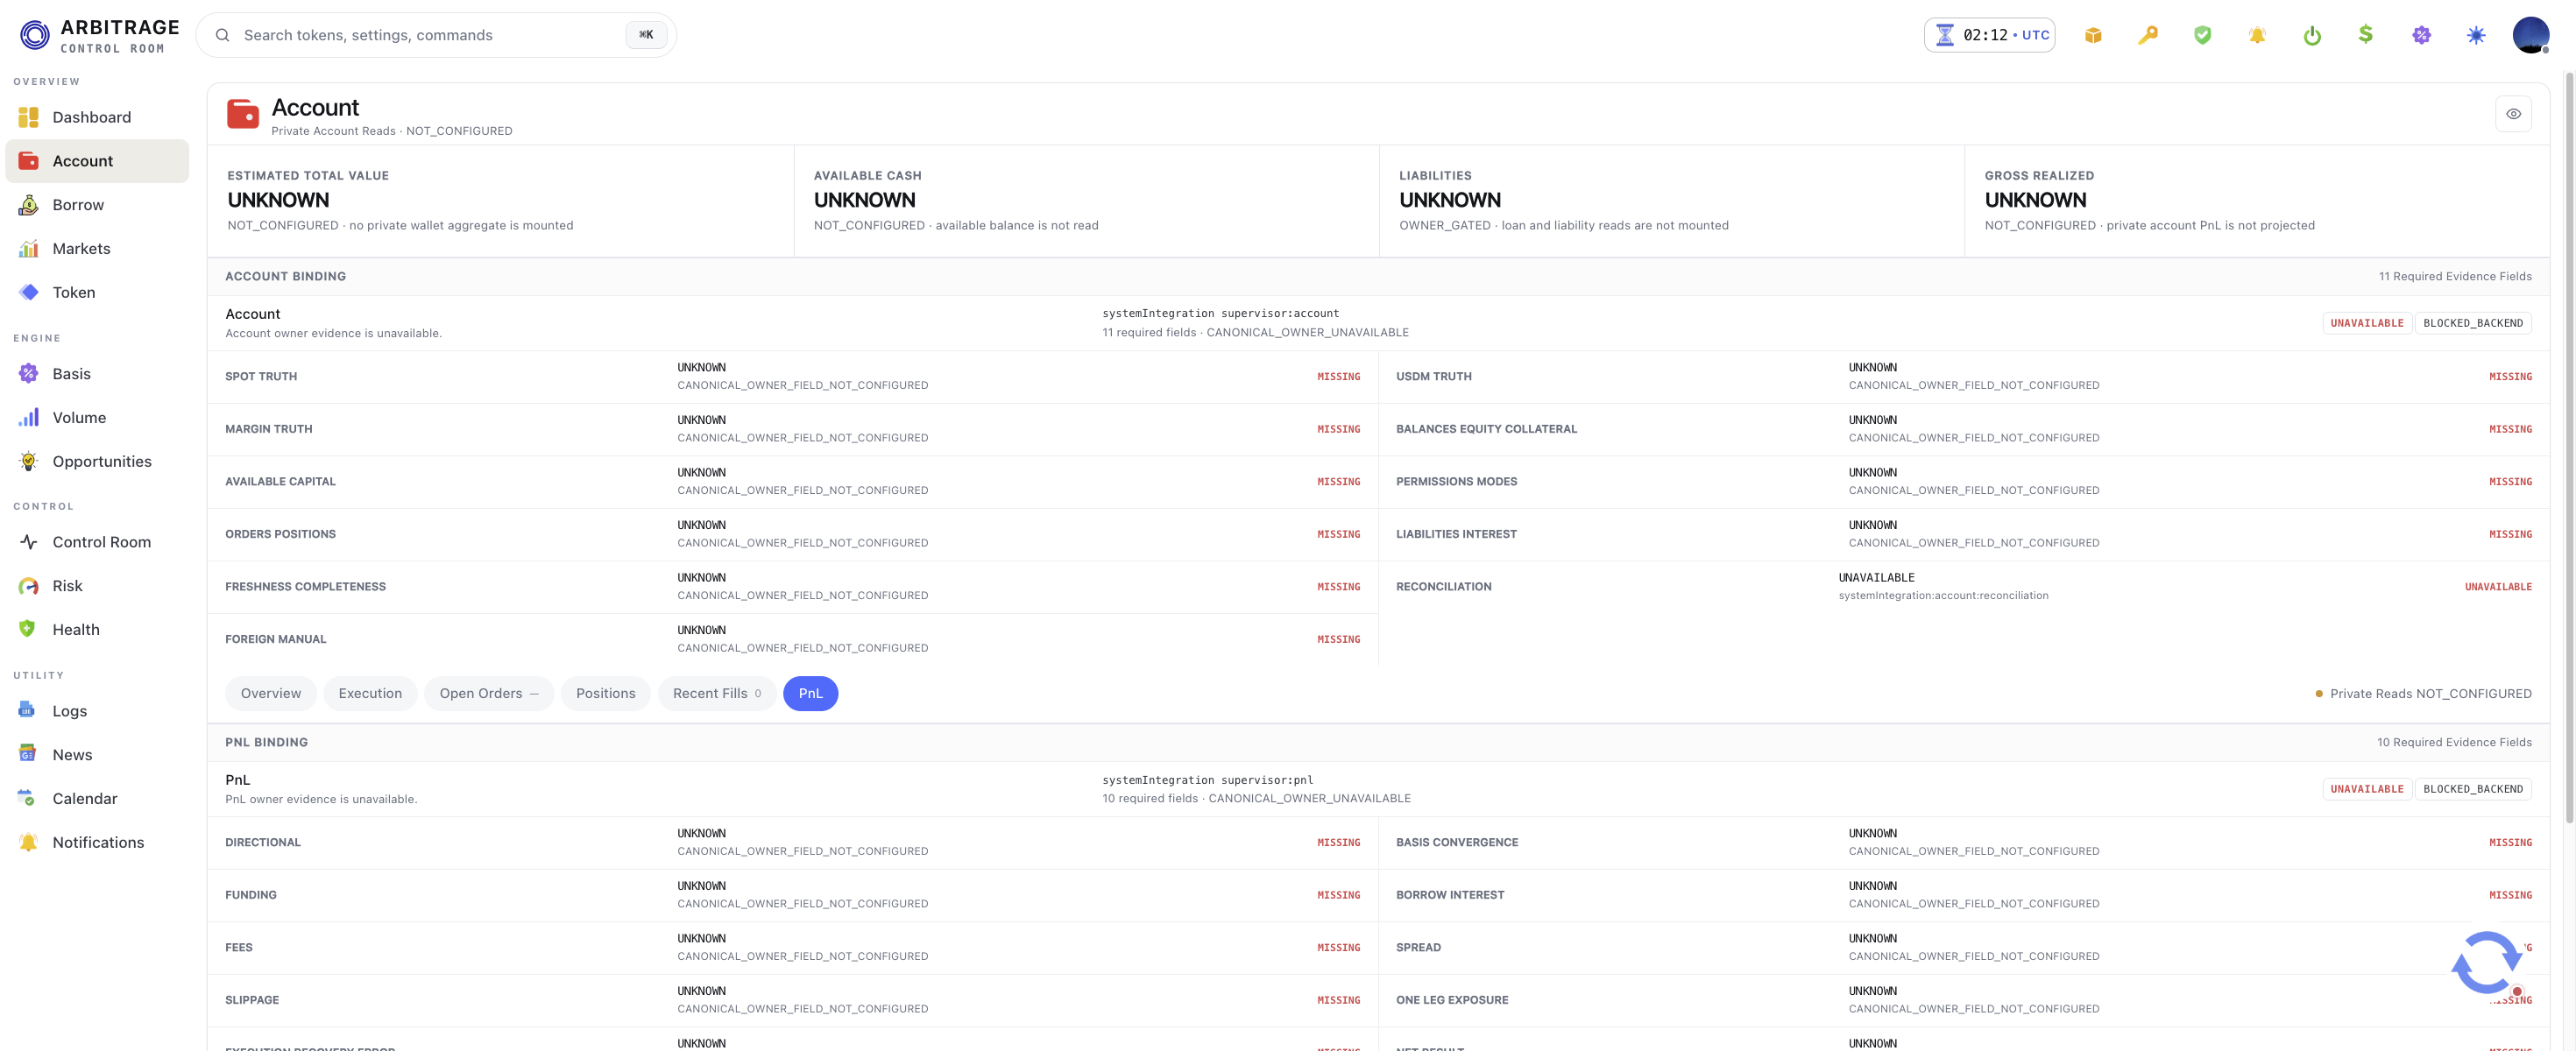 ARBITRAGE
CONTROL ROOM
Search tokens, settings, commands
⌘K
02:12 • UTC
OVERVIEW
Dashboard
Account
Borrow
Markets
Token
ENGINE
Basis
Volume
Opportunities
CONTROL
Control Room
Risk
Health
UTILITY
Logs
News
Calendar
Notifications
Account
Private Account Reads · NOT_CONFIGURED
ESTIMATED TOTAL VALUE
UNKNOWN
NOT_CONFIGURED · no private wallet aggregate is mounted
AVAILABLE CASH
UNKNOWN
NOT_CONFIGURED · available balance is not read
LIABILITIES
UNKNOWN
OWNER_GATED · loan and liability reads are not mounted
GROSS REALIZED
UNKNOWN
NOT_CONFIGURED · private account PnL is not projected
ACCOUNT BINDING
11 Required Evidence Fields
Account
Account owner evidence is unavailable.
systemIntegration supervisor:account
11 required fields · CANONICAL_OWNER_UNAVAILABLE
UNAVAILABLE BLOCKED_BACKEND
SPOT TRUTH
UNKNOWN
CANONICAL_OWNER_FIELD_NOT_CONFIGURED
MISSING
USDM TRUTH
UNKNOWN
CANONICAL_OWNER_FIELD_NOT_CONFIGURED
MISSING
MARGIN TRUTH
UNKNOWN
CANONICAL_OWNER_FIELD_NOT_CONFIGURED
MISSING
BALANCES EQUITY COLLATERAL
UNKNOWN
CANONICAL_OWNER_FIELD_NOT_CONFIGURED
MISSING
AVAILABLE CAPITAL
UNKNOWN
CANONICAL_OWNER_FIELD_NOT_CONFIGURED
MISSING
PERMISSIONS MODES
UNKNOWN
CANONICAL_OWNER_FIELD_NOT_CONFIGURED
MISSING
ORDERS POSITIONS
UNKNOWN
CANONICAL_OWNER_FIELD_NOT_CONFIGURED
MISSING
LIABILITIES INTEREST
UNKNOWN
CANONICAL_OWNER_FIELD_NOT_CONFIGURED
MISSING
FRESHNESS COMPLETENESS
UNKNOWN
CANONICAL_OWNER_FIELD_NOT_CONFIGURED
MISSING
RECONCILIATION
UNAVAILABLE
systemIntegration:account:reconciliation
UNAVAILABLE
FOREIGN MANUAL
UNKNOWN
CANONICAL_OWNER_FIELD_NOT_CONFIGURED
MISSING
Overview
Execution
Open Orders —
Positions
Recent Fills 0
PnL
Private Reads NOT_CONFIGURED
PNL BINDING
10 Required Evidence Fields
PnL
PnL owner evidence is unavailable.
systemIntegration supervisor:pnl
10 required fields · CANONICAL_OWNER_UNAVAILABLE
UNAVAILABLE BLOCKED_BACKEND
DIRECTIONAL
UNKNOWN
CANONICAL_OWNER_FIELD_NOT_CONFIGURED
MISSING
BASIS CONVERGENCE
UNKNOWN
CANONICAL_OWNER_FIELD_NOT_CONFIGURED
MISSING
FUNDING
UNKNOWN
CANONICAL_OWNER_FIELD_NOT_CONFIGURED
MISSING
BORROW INTEREST
UNKNOWN
CANONICAL_OWNER_FIELD_NOT_CONFIGURED
MISSING
FEES
UNKNOWN
CANONICAL_OWNER_FIELD_NOT_CONFIGURED
MISSING
SPREAD
UNKNOWN
CANONICAL_OWNER_FIELD_NOT_CONFIGURED
SLIPPAGE
UNKNOWN
CANONICAL_OWNER_FIELD_NOT_CONFIGURED
MISSING
ONE LEG EXPOSURE
UNKNOWN
CANONICAL_OWNER_FIELD_NOT_CONFIGURED
MISSING
UNKNOWN
UNKNOWN